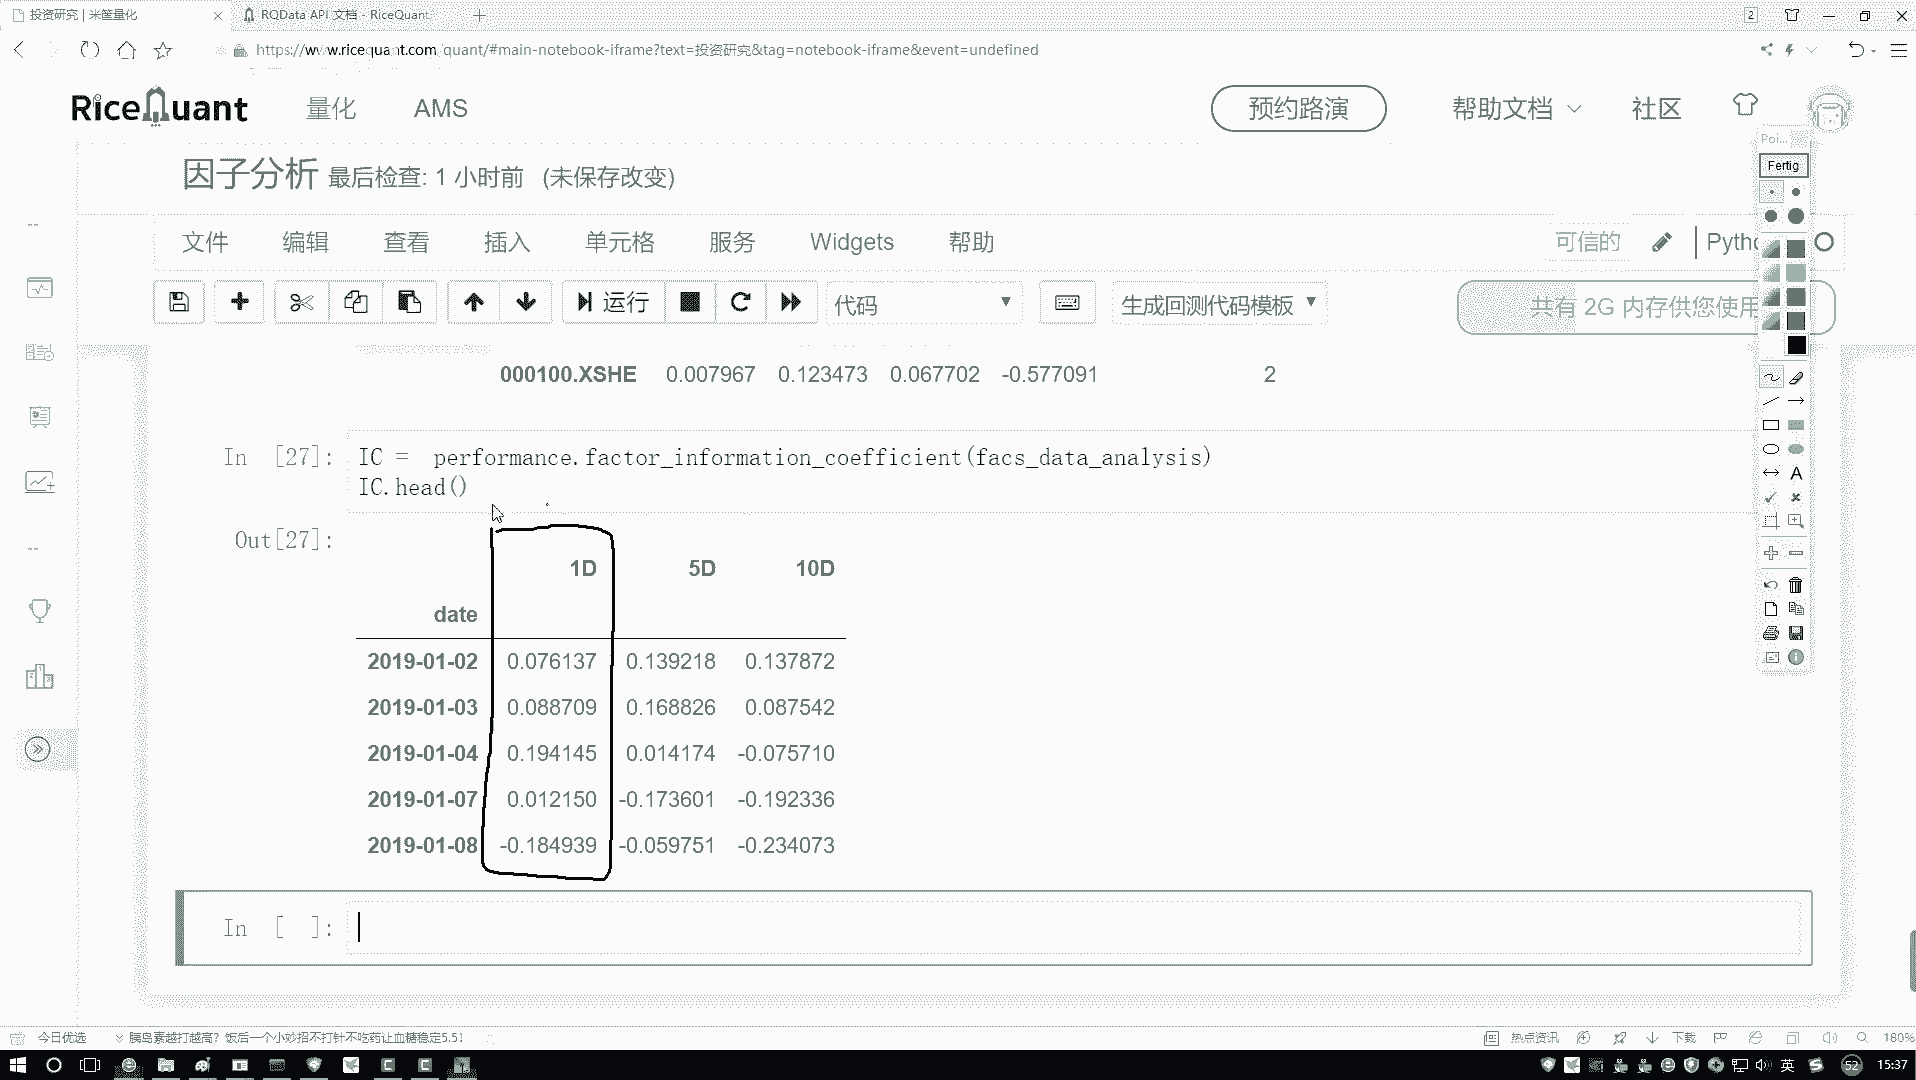 投资研究 | 米筐量化
RQData API 文档 - RiceQuant
2
https://www.ricequant.com/quant/#main-notebook-iframe?text=投资研究&tag=notebook-iframe&event=undefined
RiceQuant 量化 AMS 预约路演 帮助文档 社区
Poi...
因子分析 最后检查: 1 小时前 (未保存改变)
Fertig
文件 编辑 查看 插入 单元格 服务 Widgets 帮助 可信的 Pytho
运行 代码 生成回测代码模板 共有 2G 内存供您使用
000100.XSHE 0.007967 0.123473 0.067702 -0.577091 2
In [27]: IC = performance.factor_information_coefficient(facs_data_analysis)
IC.head()
Out[27]:
1D 5D 10D
date
2019-01-02 0.076137 0.139218 0.137872
2019-01-03 0.088709 0.168826 0.087542
2019-01-04 0.194145 0.014174 -0.075710
2019-01-07 0.012150 -0.173601 -0.192336
2019-01-08 -0.184939 -0.059751 -0.234073
In [ ]:
今日优选 胰岛素越打越高？饭后一个小妙招不打针不吃药让血糖稳定5.5! 热点资讯 下载 180%
英 52 15:37